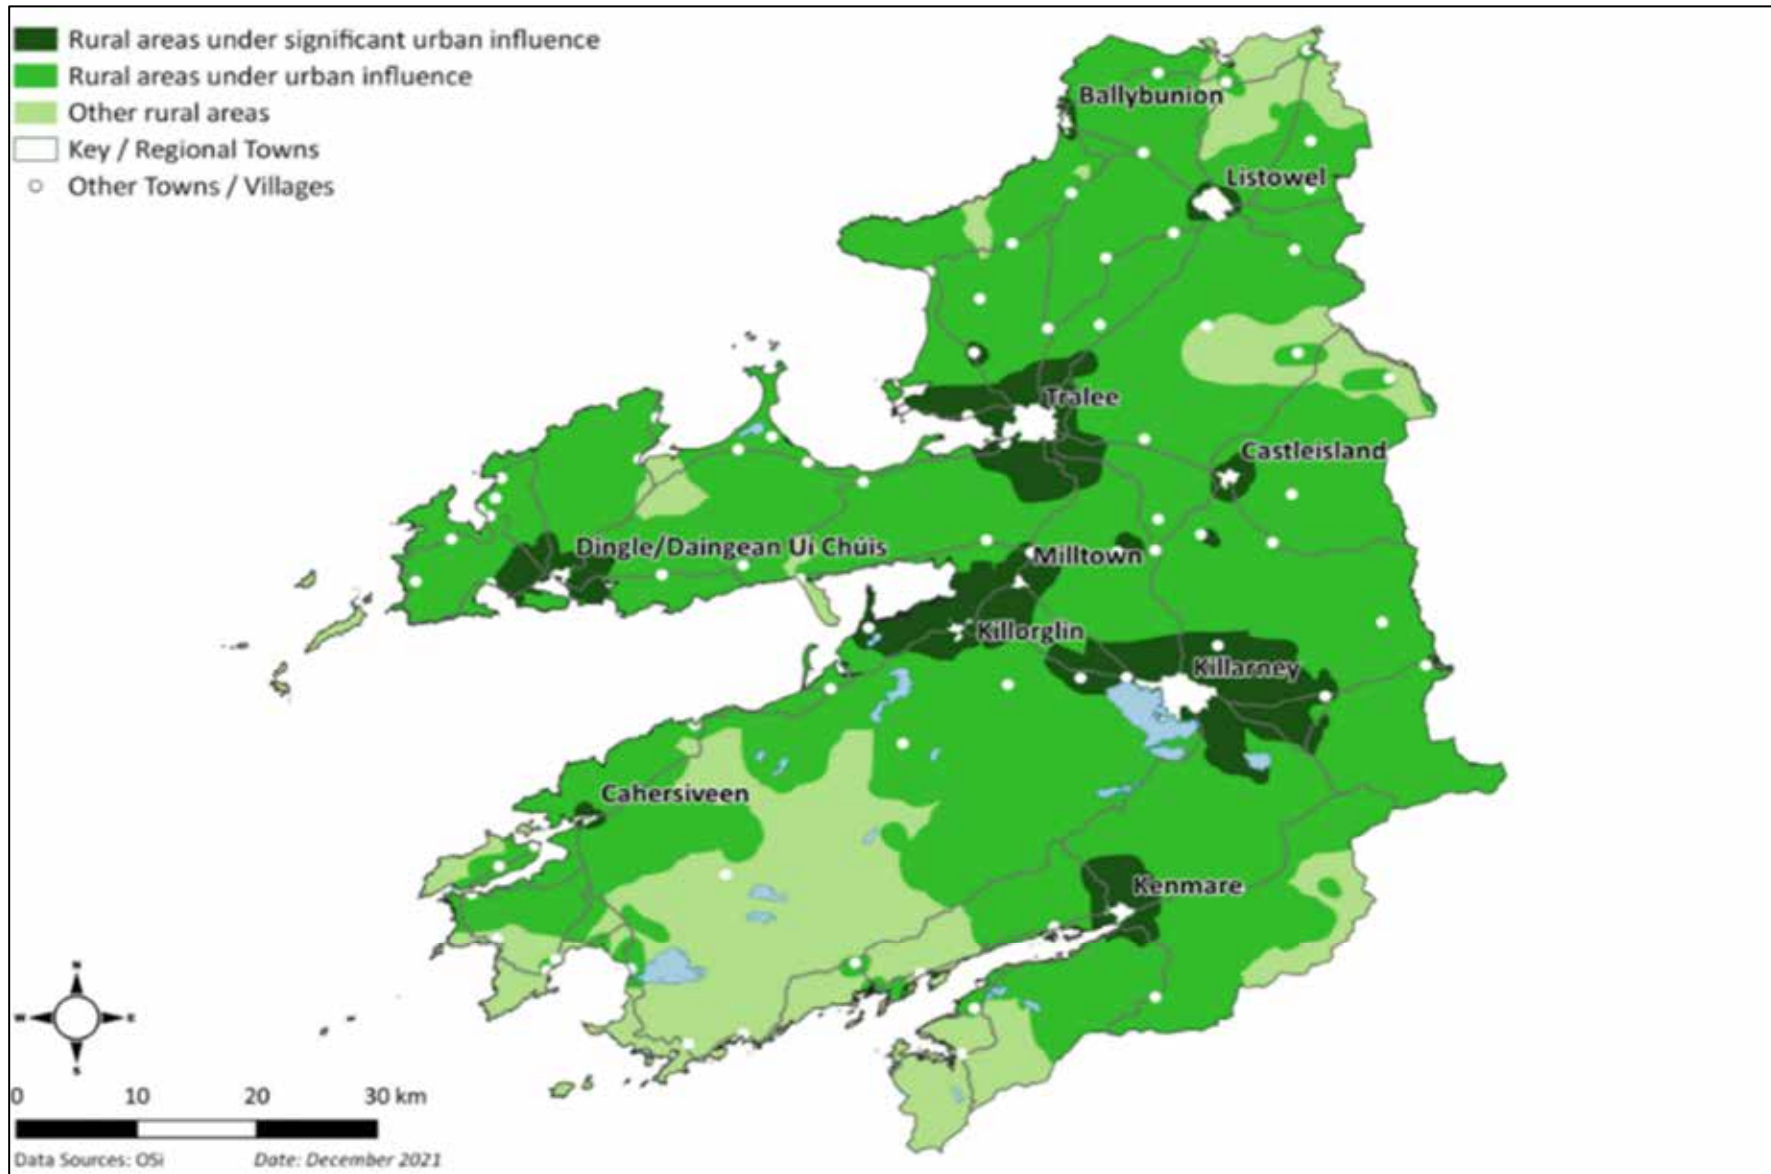 Rural areas under significant urban influence
Rural areas under urban influence
Other rural areas
Key / Regional Towns
Other Towns / Villages
Ballybunion
Listowel
Tralee
Castleisland
Dingle/Daingean Uí Chúis
Milltown
Killorglin
Killarney
Cahersiveen
Kenmare
N
W E
S
0 10 20 30 km
Data Sources: OSi Date: December 2021